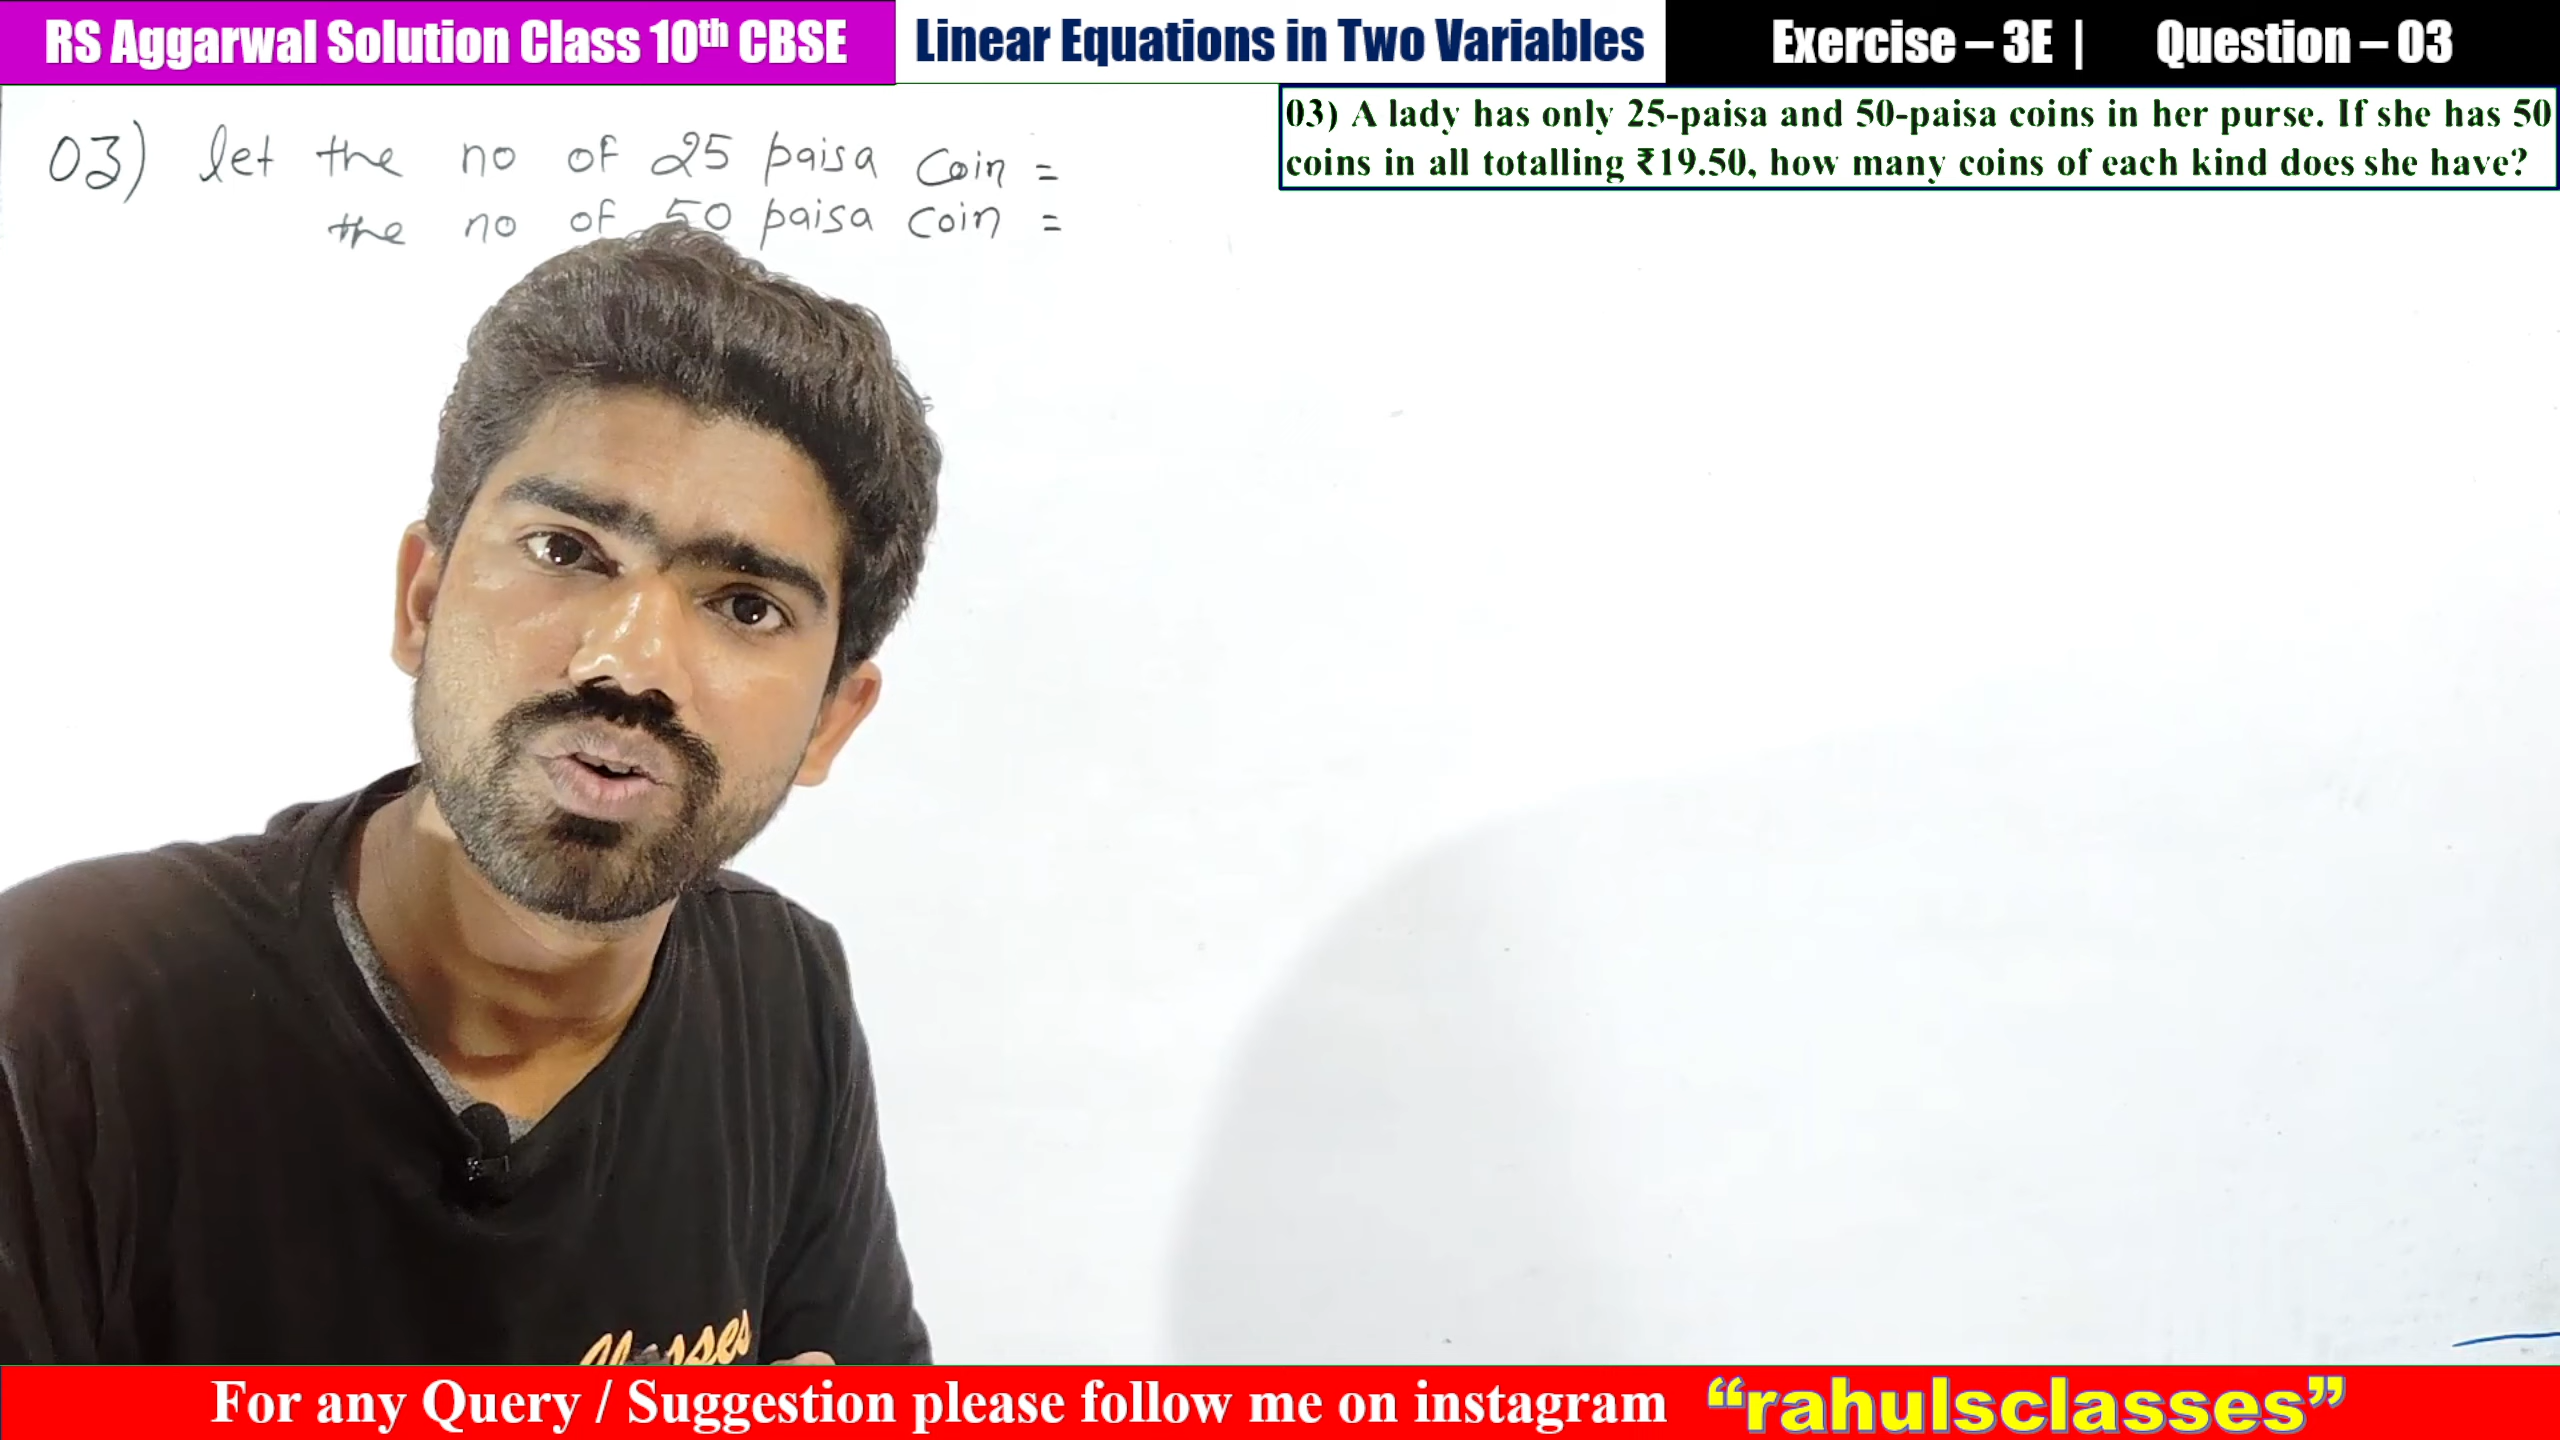 RS Aggarwal Solution Class 10th CBSE
Linear Equations in Two Variables
Exercise – 3E | Question – 03
03) A lady has only 25-paisa and 50-paisa coins in her purse. If she has 50
coins in all totalling ₹19.50, how many coins of each kind does she have?
03) let the no of 25 paisa coin =
the no of 50 paisa coin =
Classes
For any Query / Suggestion please follow me on instagram “rahulsclasses”